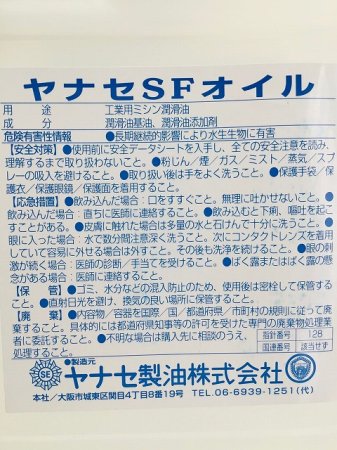 ヤナセSFオイル
用 途 工業用ミシン潤滑油
成 分 潤滑油基油、潤滑油添加剤
危険有害性情報 ●長期継続的影響により水生生物に有害
【安全対策】●使用前に安全データシートを入手し、全ての安全注意を読み、
理解するまで取り扱わないこと。●粉じん/煙/ガス/ミスト/蒸気/スプ
レーの吸入を避けること。●取り扱い後は手をよく洗うこと。●保護手袋/保
護衣/保護眼鏡/保護面を着用すること。
【応急措置】●飲み込んだ場合:口をすすぐこと。無理に吐かせないこと。●
飲み込んだ場合:直ちに医師に連絡すること。●飲み込むと下痢、嘔吐を起こ
すことがある。●皮膚に触れた場合は多量の水と石けんで十分に洗うこと。●
眼に入った場合:水で数分間注意深く洗うこと。次にコンタクトレンズを着用
していて容易に外せる場合は外すこと。その後も洗浄を続けること。●眼の刺
激が続く場合:医師の診断/手当てを受けること。●ばく露またはばく露の懸
念がある場合:医師に連絡すること。
【保 管】●ゴミ、水分などの混入防止のため、使用後は密栓して保管す
ること。●直射日光を避け、換気の良い場所に保管すること。
【廃 棄】●内容物/容器を国際/国/都道府県/市町村の規則に従って廃
棄すること。具体的には都道府県知事等の許可を受けた専門の廃棄物処理業
者に委託すること。●不明な場合は購入先に相談のうえ、
処理すること。
指針番号 128
国連番号 該当せず
●製造元
SF
ヤナセ製油株式会社
本社/大阪市城東区関目4丁目8番19号 TEL.06-6939-1251(代)